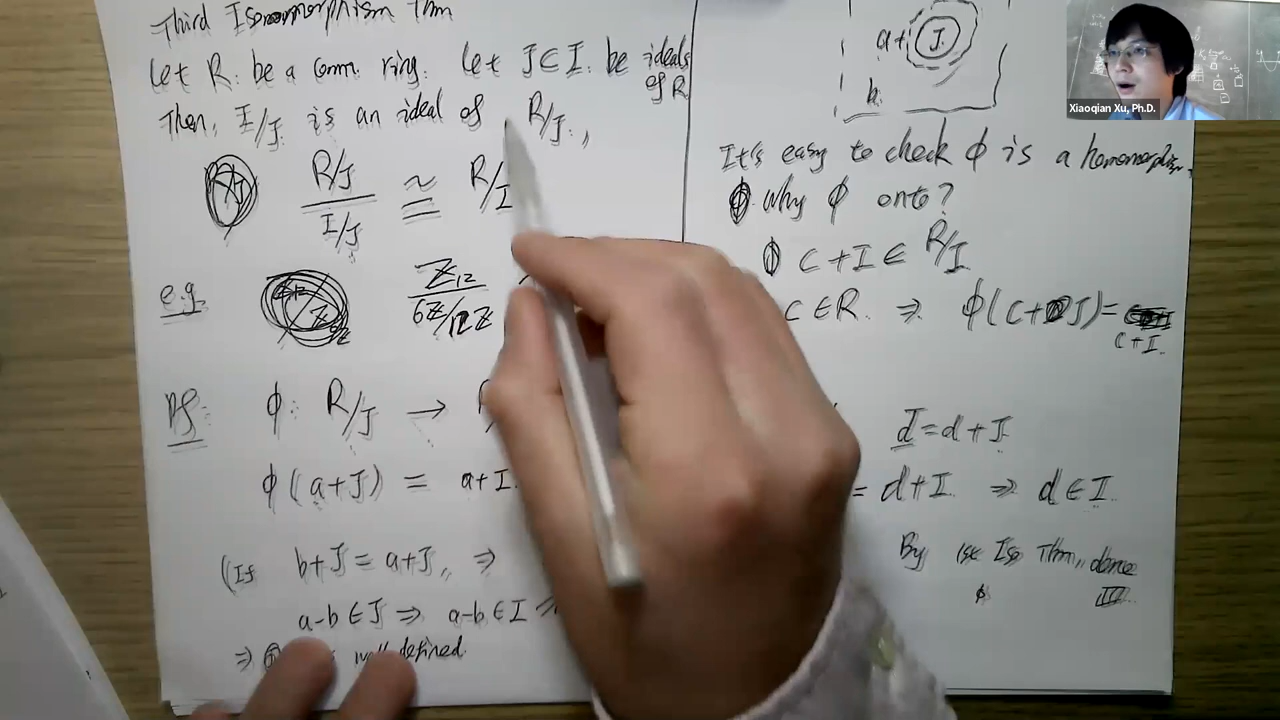 Third Isomorphism Thm
Let R. be a comm. ring. Let J ⊂ I. be ideals
of R
Then, I/J. is an ideal of R/J.,
R/J / I/J ≅ R/I
e.g. Z₁₂ / 6Z/12Z
Pf: ϕ: R/J →
ϕ(a+J) = a+I.
(If b+J = a+J, ⇒
a-b ∈ J ⇒ a-b ∈ I
⇒ well defined.
a+ J
b.
It's easy to check ϕ is a homomorphism.
Why ϕ onto?
C+I ∈ R/I
C ∈ R. ⇒ ϕ(C+J) =
C+I.
d = d+J
= d+I. ⇒ d ∈ I.
By 1st Iso Thm, done
Xiaoqian Xu, Ph.D.